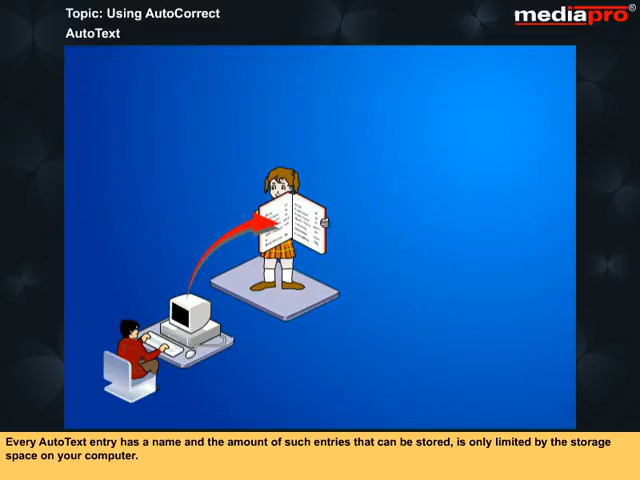 Topic: Using AutoCorrect
mediapro®
AutoText
Every AutoText entry has a name and the amount of such entries that can be stored, is only limited by the storage
space on your computer.